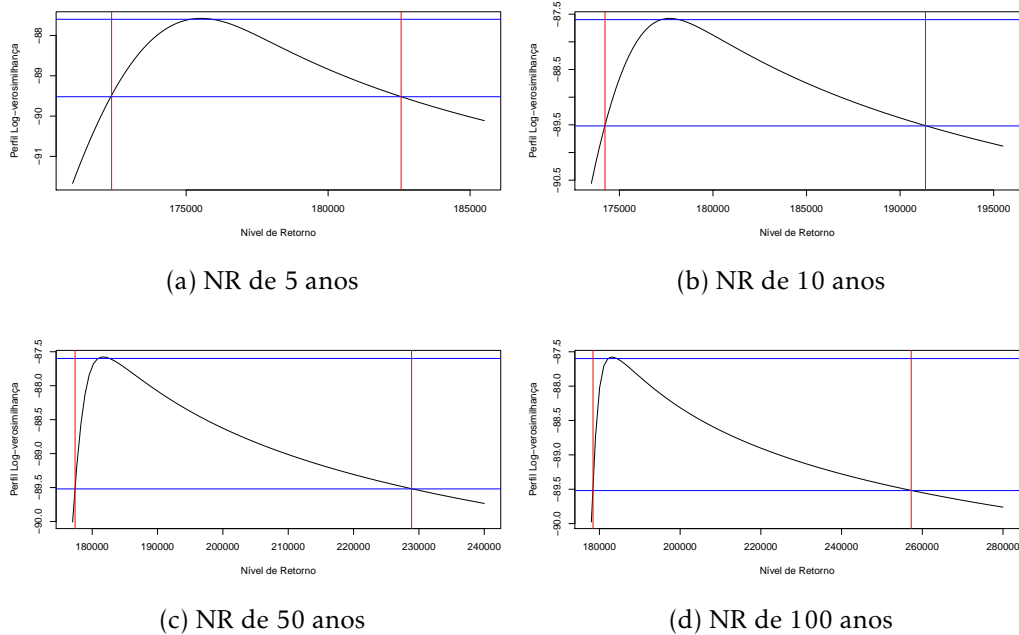 Perfil Log−verosimilhança
−88
−89
−90
−91
175000 180000 185000
Nível de Retorno
(a) NR de 5 anos
Perfil Log−verosimilhança
−87.5
−88.5
−89.5
−90.5
175000 180000 185000 190000 195000
Nível de Retorno
(b) NR de 10 anos
Perfil Log−verosimilhança
−87.5
−88.0
−88.5
−89.0
−89.5
−90.0
180000 190000 200000 210000 220000 230000 240000
Nível de Retorno
(c) NR de 50 anos
Perfil Log−verosimilhança
−87.5
−88.0
−88.5
−89.0
−89.5
−90.0
180000 200000 220000 240000 260000 280000
Nível de Retorno
(d) NR de 100 anos